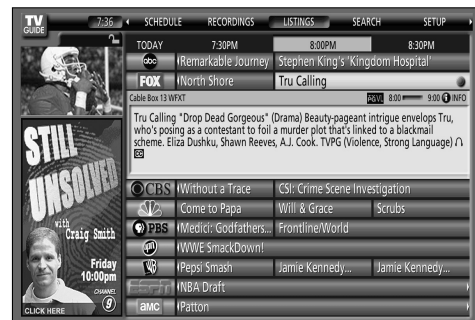 TV
GUIDE
7:36
SCHEDULE RECORDINGS LISTINGS SEARCH SETUP
TODAY 7:30PM 8:00PM 8:30PM
abc Remarkable Journey Stephen King's 'Kingdom Hospital'
FOX North Shore Tru Calling
Cable Box 13 WFXT 8:00 9:00 INFO
Tru Calling "Drop Dead Gorgeous" (Drama) Beauty-pageant intrigue envelops Tru,
who's posing as a contestant to foil a murder plot that's linked to a blackmail
scheme. Eliza Dushku, Shawn Reeves, A.J. Cook. TVPG (Violence, Strong Language)
CC
CBS Without a Trace CSI: Crime Scene Investigation
Come to Papa Will & Grace Scrubs
PBS Medici: Godfathers... Frontline/World
WWE SmackDown!
WB Pepsi Smash Jamie Kennedy... Jamie Kennedy...
ESPN NBA Draft
AMC Patton
STILL
UNSOLVED
with
Craig Smith
Friday
10:00pm
CHANNEL
9
CLICK HERE